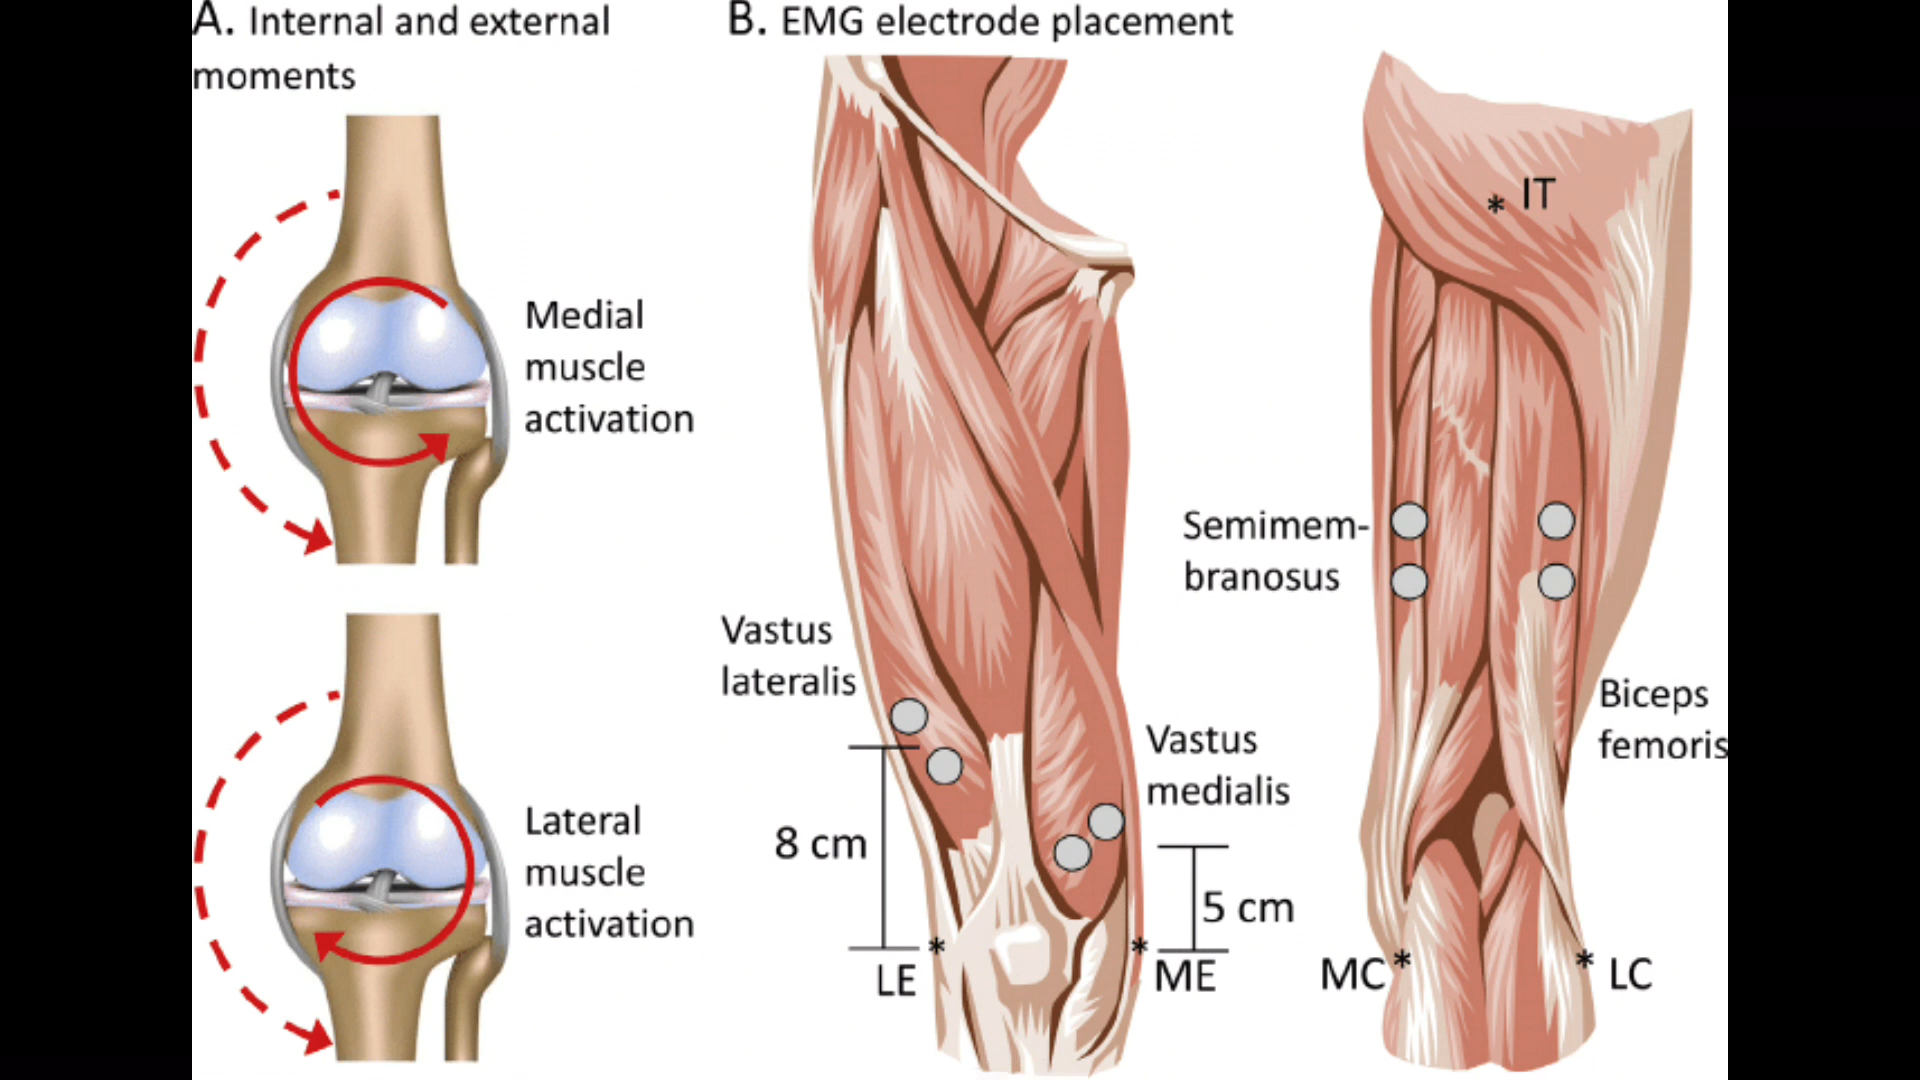 A. Internal and external
moments
Medial
muscle
activation
Lateral
muscle
activation
B. EMG electrode placement
Vastus
lateralis
8 cm
LE
Vastus
medialis
5 cm
ME
* IT
Semimem-
branosus
Biceps
femoris
MC
LC